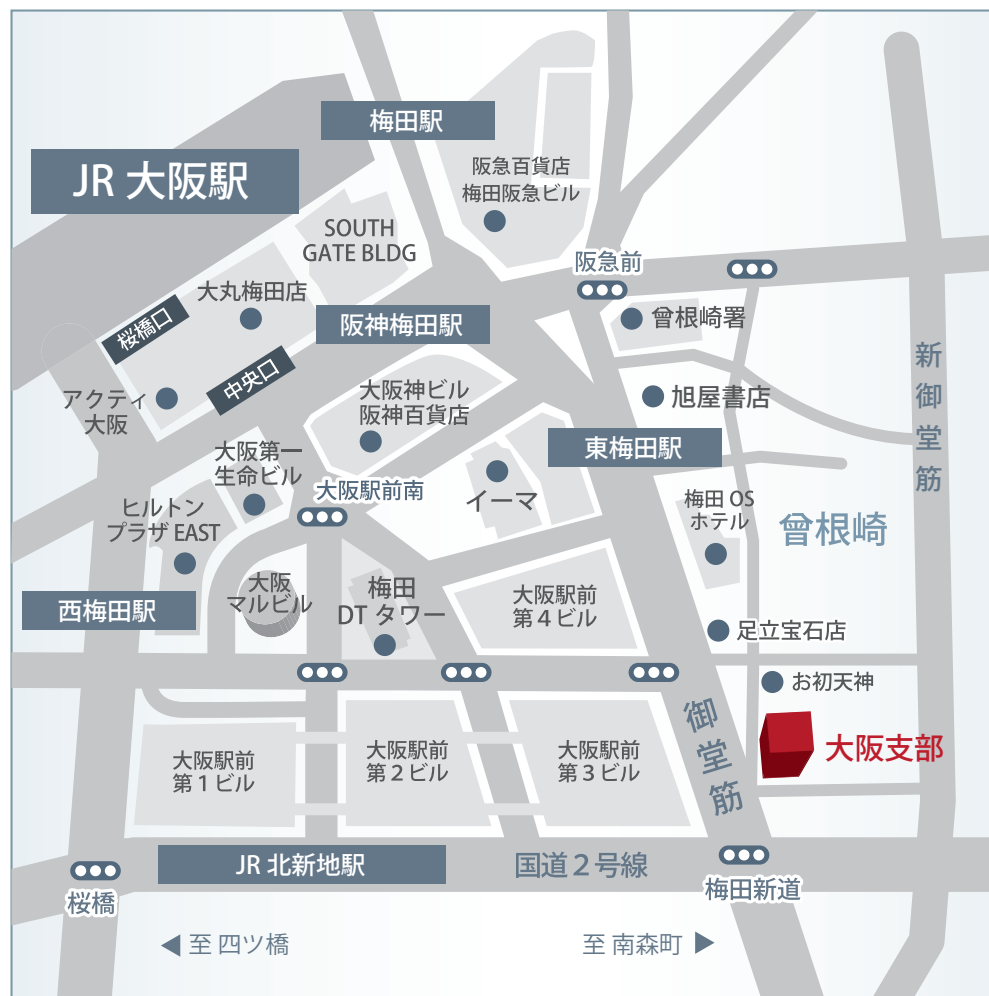 梅田駅
JR 大阪駅
阪急百貨店
梅田阪急ビル
SOUTH
GATE BLDG
阪急前
大丸梅田店
桜橋口
阪神梅田駅
曾根崎署
中央口
新御堂筋
アクティ
大阪
大阪神ビル
阪神百貨店
旭屋書店
東梅田駅
大阪第一
生命ビル
大阪駅前南
イーマ
梅田 OS
ホテル
曾根崎
ヒルトン
プラザ EAST
西梅田駅
大阪
マルビル
梅田
DT タワー
大阪駅前
第４ビル
足立宝石店
お初天神
御堂筋
大阪支部
大阪駅前
第１ビル
大阪駅前
第２ビル
大阪駅前
第３ビル
JR 北新地駅
国道２号線
桜橋
梅田新道
至 四ツ橋
至 南森町